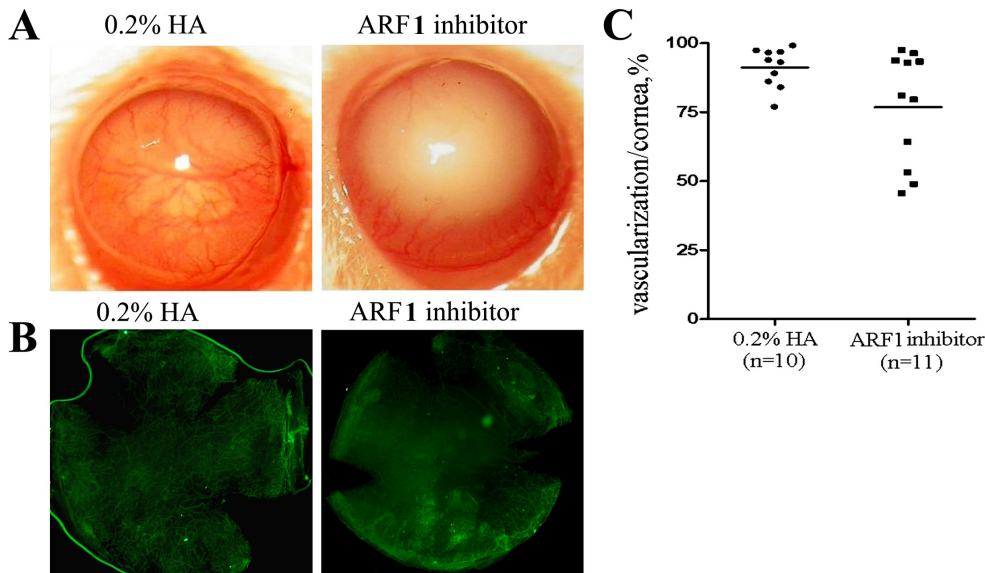 A
0.2% HA
ARF1 inhibitor
0.2% HA
ARF1 inhibitor
B
C
vascularization/cornea,%
100
75
50
25
0
0.2% HA
(n=10)
ARF1 inhibitor
(n=11)